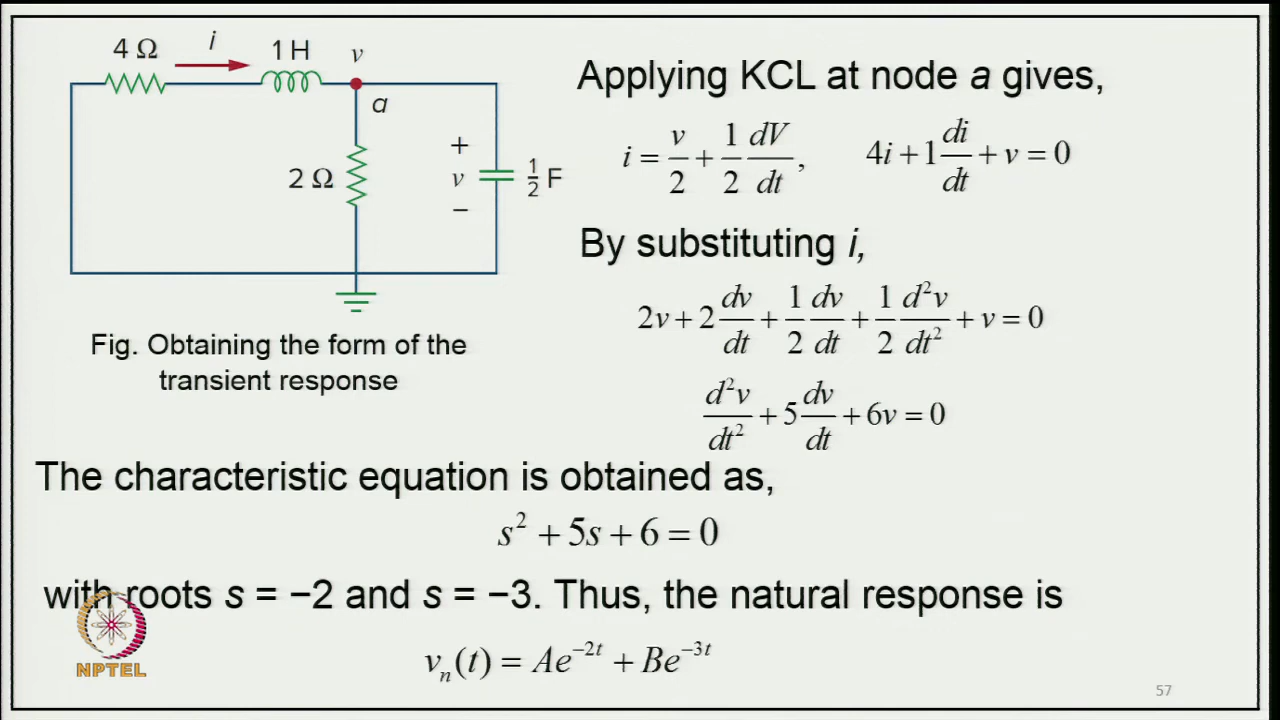 4 Ω
i
1 H
v
a
2 Ω
+
v
−
1/2 F
Fig. Obtaining the form of the
transient response
Applying KCL at node a gives,
i = v/2 + 1/2 dV/dt, 4i + 1 di/dt + v = 0
By substituting i,
2v + 2 dv/dt + 1/2 dv/dt + 1/2 d²v/dt² + v = 0
d²v/dt² + 5 dv/dt + 6v = 0
The characteristic equation is obtained as,
s² + 5s + 6 = 0
with roots s = −2 and s = −3. Thus, the natural response is
vₙ(t) = Ae⁻²ᵗ + Be⁻³ᵗ
NPTEL
57